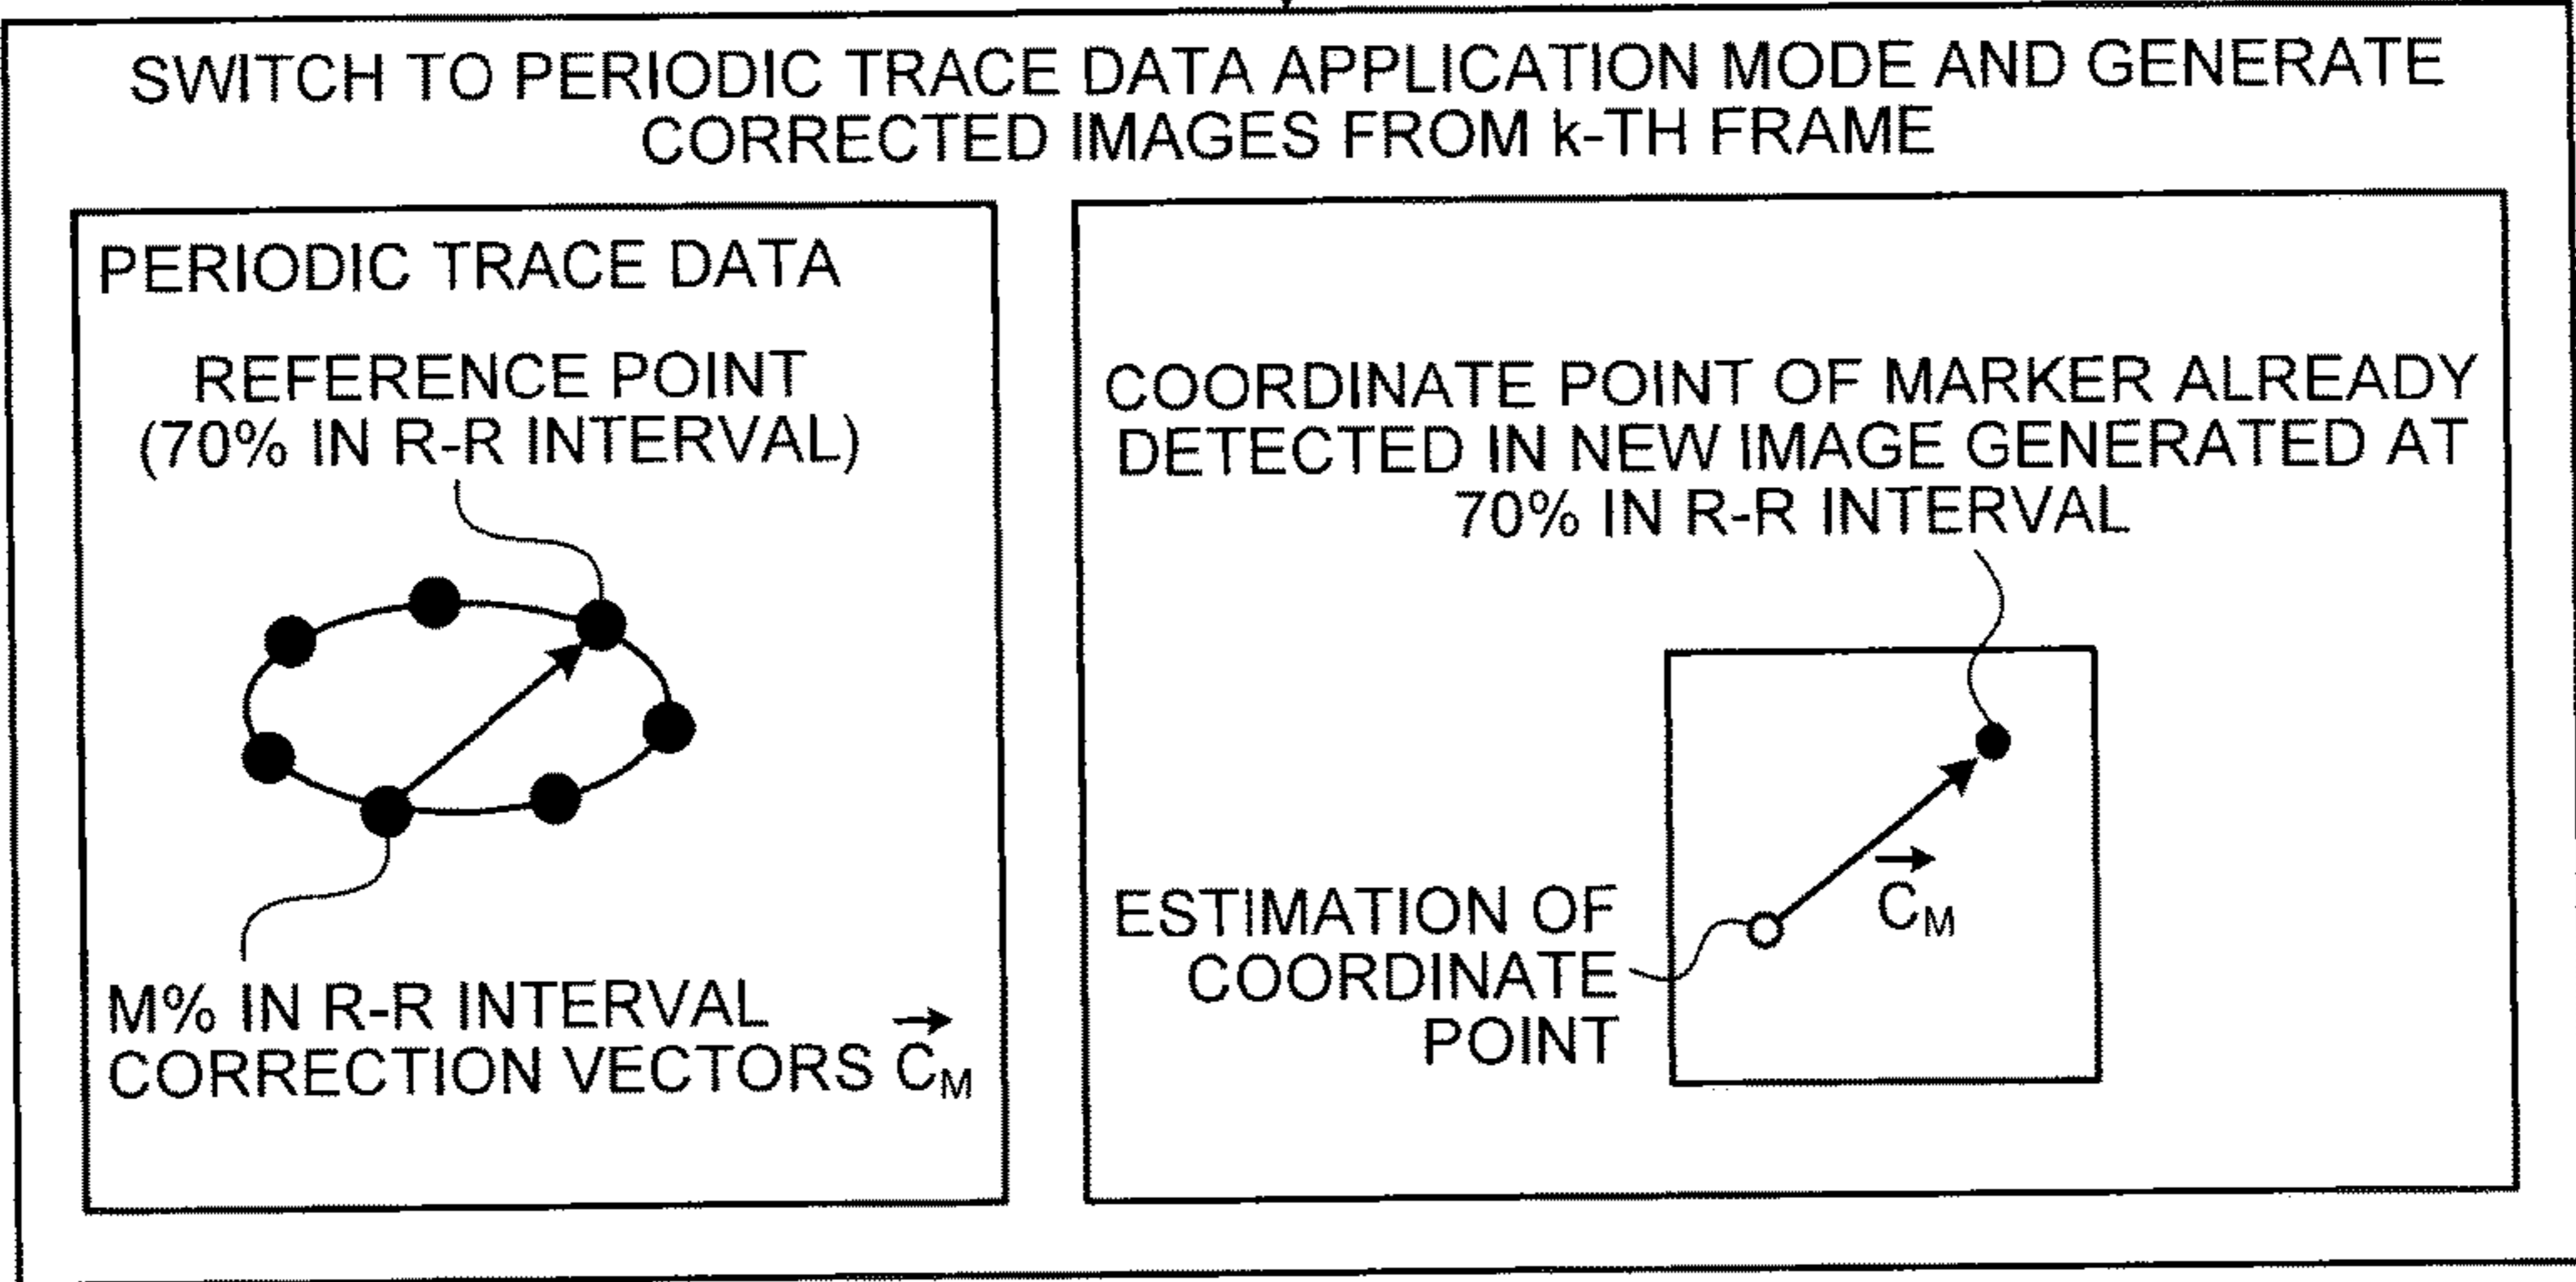 SWITCH TO PERIODIC TRACE DATA APPLICATION MODE AND GENERATE
CORRECTED IMAGES FROM k-TH FRAME
PERIODIC TRACE DATA
REFERENCE POINT
(70% IN R-R INTERVAL)
M% IN R-R INTERVAL
CORRECTION VECTORS C⃗M
COORDINATE POINT OF MARKER ALREADY
DETECTED IN NEW IMAGE GENERATED AT
70% IN R-R INTERVAL
C⃗M
ESTIMATION OF
COORDINATE
POINT